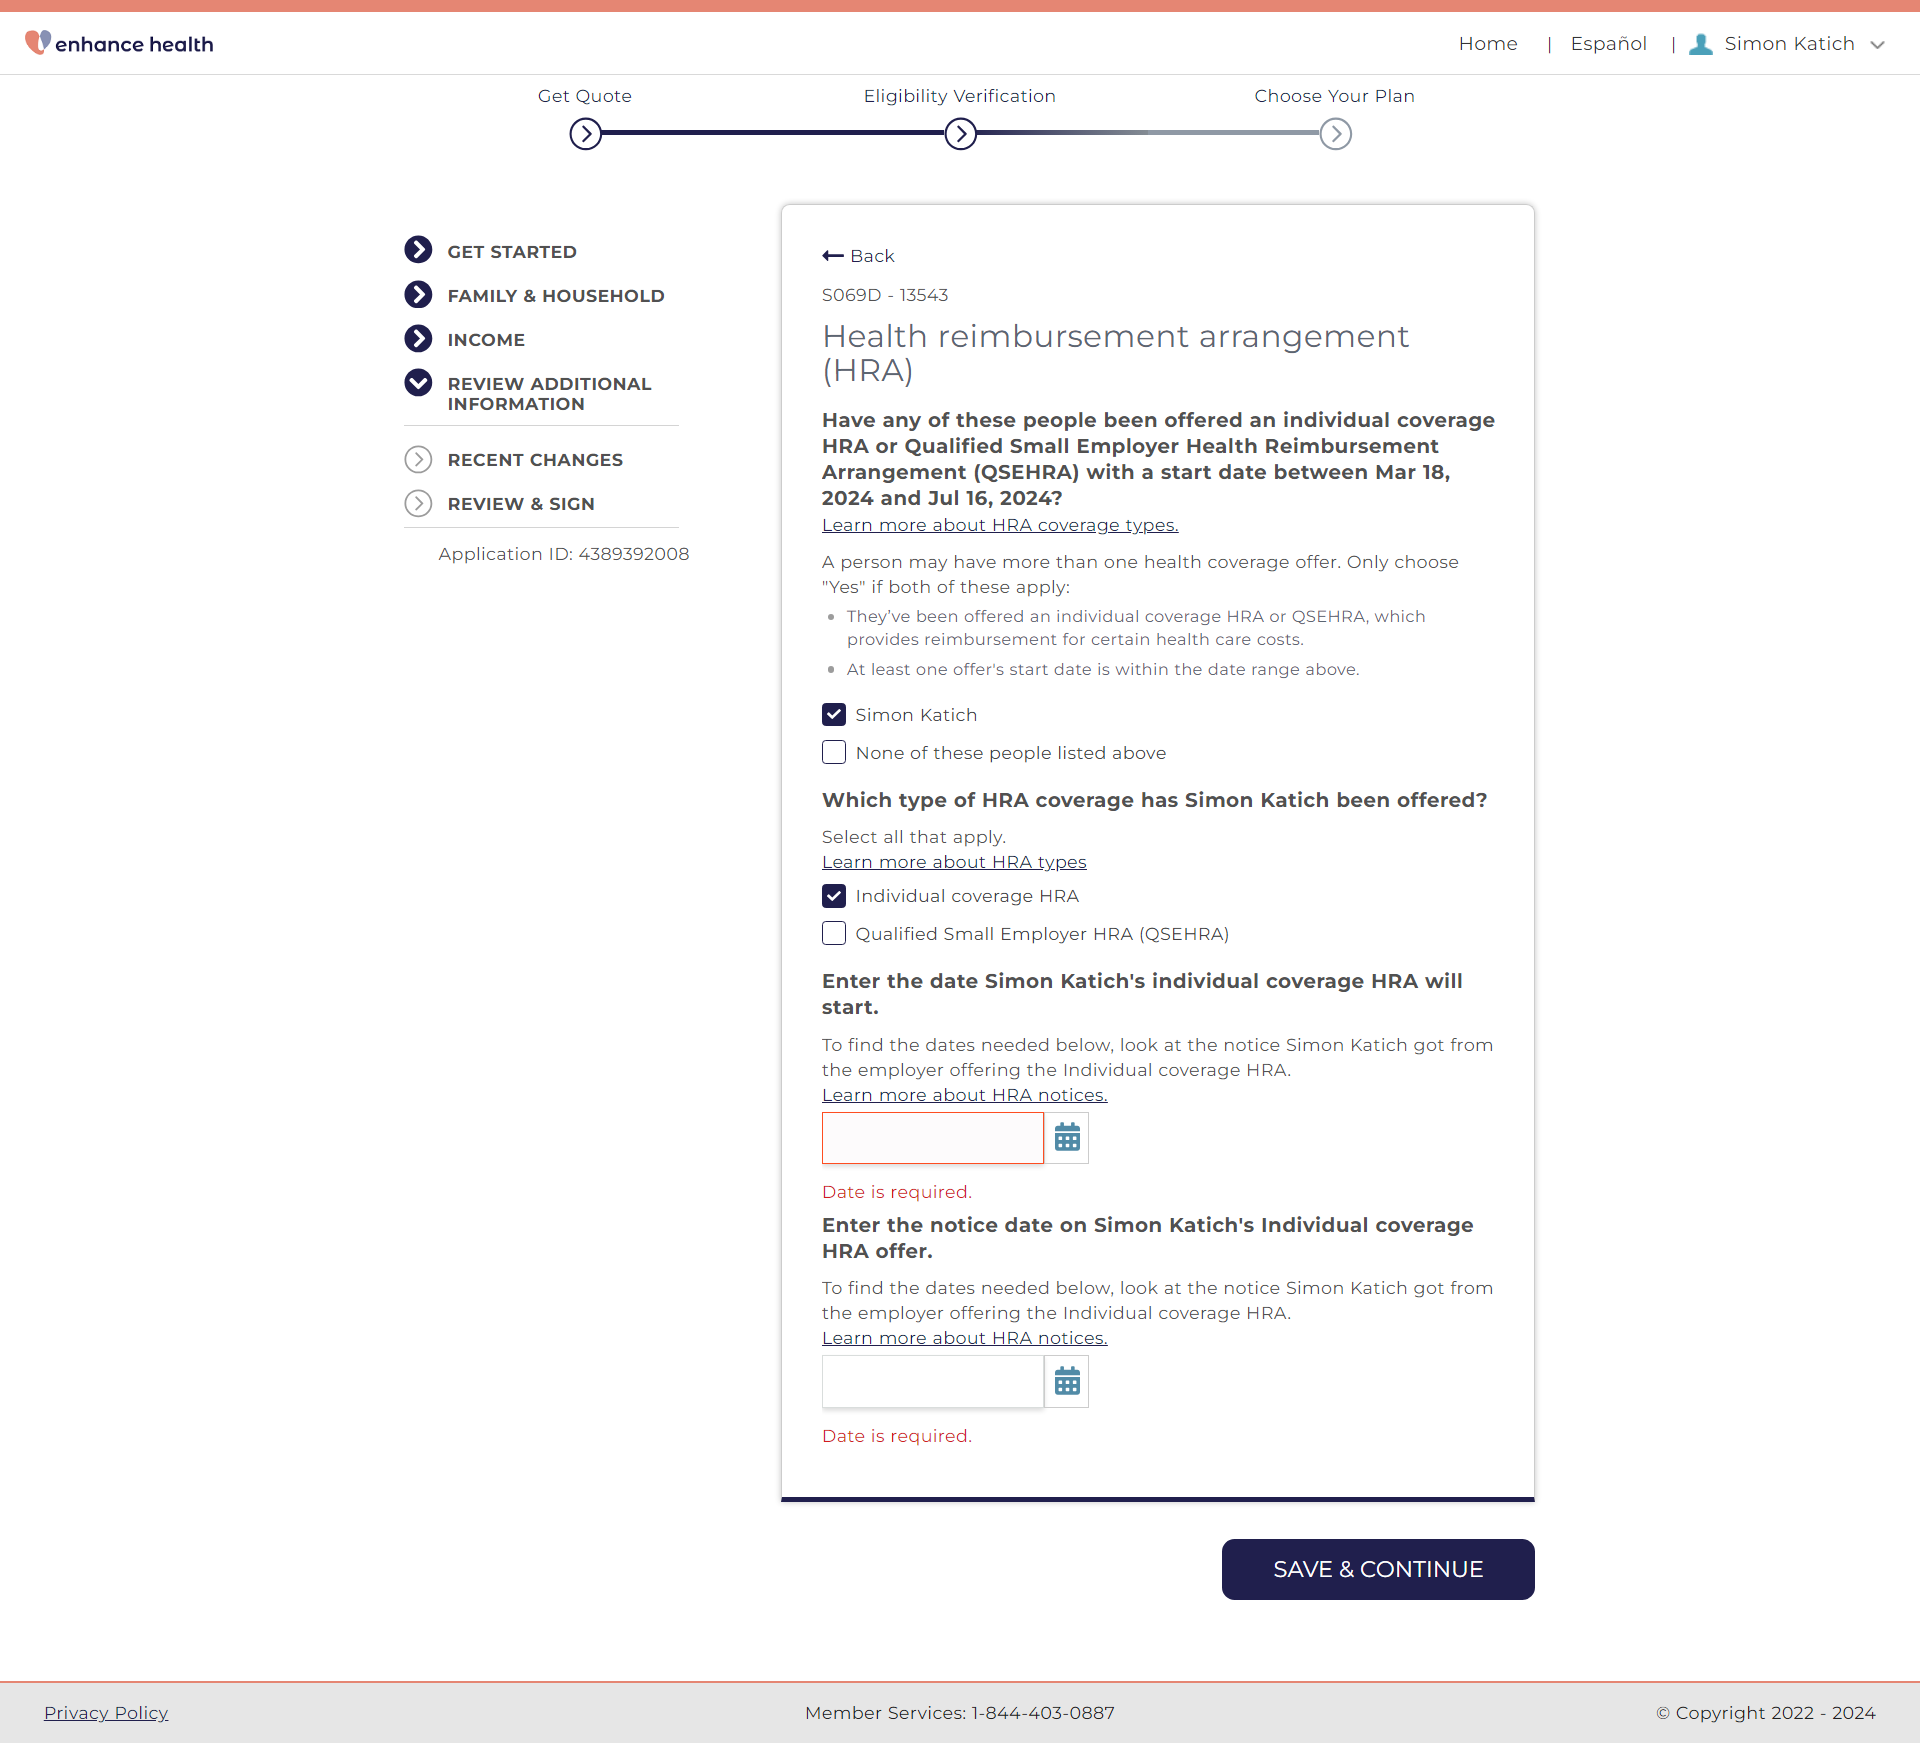 enhance health
Home | Español | Simon Katich
Get Quote
Eligibility Verification
Choose Your Plan
GET STARTED
FAMILY & HOUSEHOLD
INCOME
REVIEW ADDITIONAL
INFORMATION
RECENT CHANGES
REVIEW & SIGN
Application ID: 4389392008
Back
S069D - 13543
Health reimbursement arrangement
(HRA)
Have any of these people been offered an individual coverage
HRA or Qualified Small Employer Health Reimbursement
Arrangement (QSEHRA) with a start date between Mar 18,
2024 and Jul 16, 2024?
Learn more about HRA coverage types.
A person may have more than one health coverage offer. Only choose
"Yes" if both of these apply:
• They’ve been offered an individual coverage HRA or QSEHRA, which
provides reimbursement for certain health care costs.
• At least one offer's start date is within the date range above.
Simon Katich
None of these people listed above
Which type of HRA coverage has Simon Katich been offered?
Select all that apply.
Learn more about HRA types
Individual coverage HRA
Qualified Small Employer HRA (QSEHRA)
Enter the date Simon Katich's individual coverage HRA will
start.
To find the dates needed below, look at the notice Simon Katich got from
the employer offering the Individual coverage HRA.
Learn more about HRA notices.
Date is required.
Enter the notice date on Simon Katich's Individual coverage
HRA offer.
To find the dates needed below, look at the notice Simon Katich got from
the employer offering the Individual coverage HRA.
Learn more about HRA notices.
Date is required.
SAVE & CONTINUE
Privacy Policy
Member Services: 1-844-403-0887
© Copyright 2022 - 2024